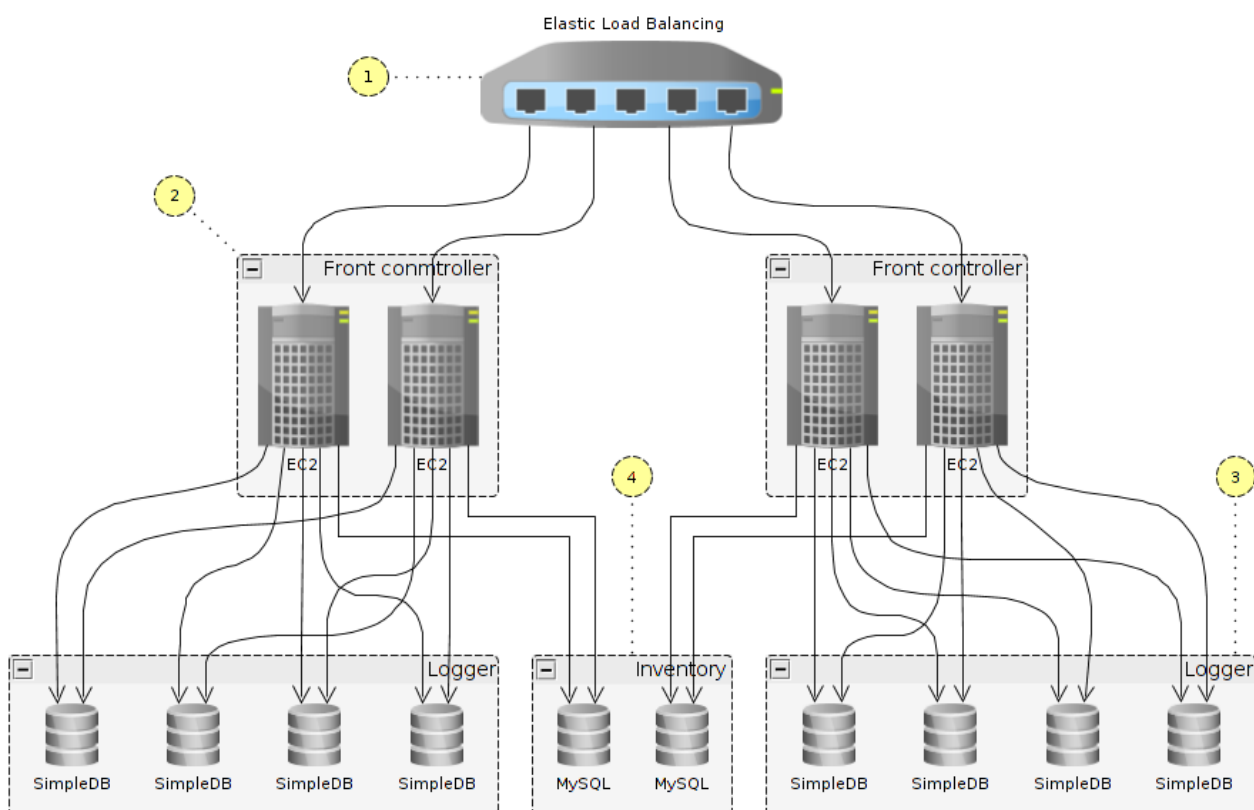 Elastic Load Balancing
1
2
Front conmtroller
Front controller
EC2
EC2
EC2
EC2
4
3
Logger
Inventory
Logger
SimpleDB
SimpleDB
SimpleDB
SimpleDB
MySQL
MySQL
SimpleDB
SimpleDB
SimpleDB
SimpleDB